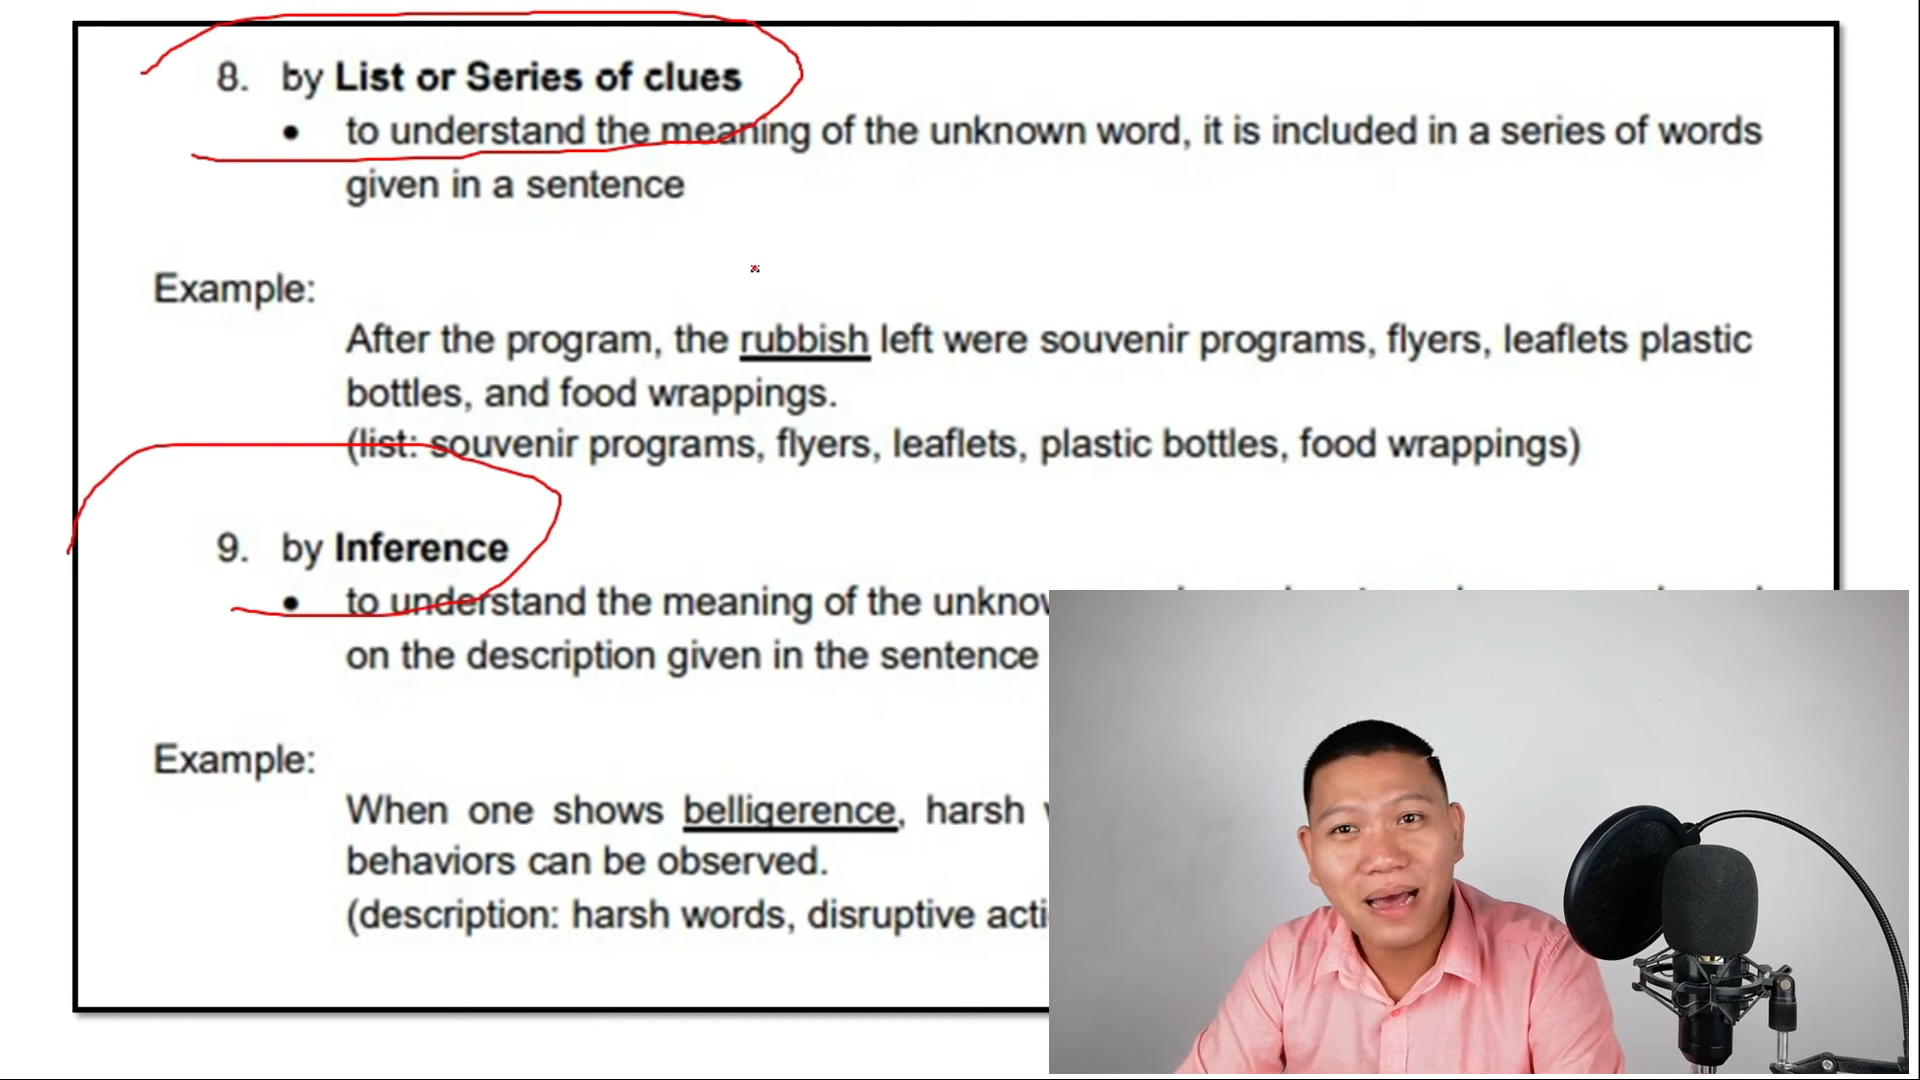 8. by List or Series of clues
• to understand the meaning of the unknown word, it is included in a series of words
given in a sentence
Example:
After the program, the rubbish left were souvenir programs, flyers, leaflets plastic
bottles, and food wrappings.
(list: souvenir programs, flyers, leaflets, plastic bottles, food wrappings)
9. by Inference
• to understand the meaning of the
on the description given in the sentence
Example:
When one shows belligerence, harsh
behaviors can be observed.
(description: harsh words, disruptive